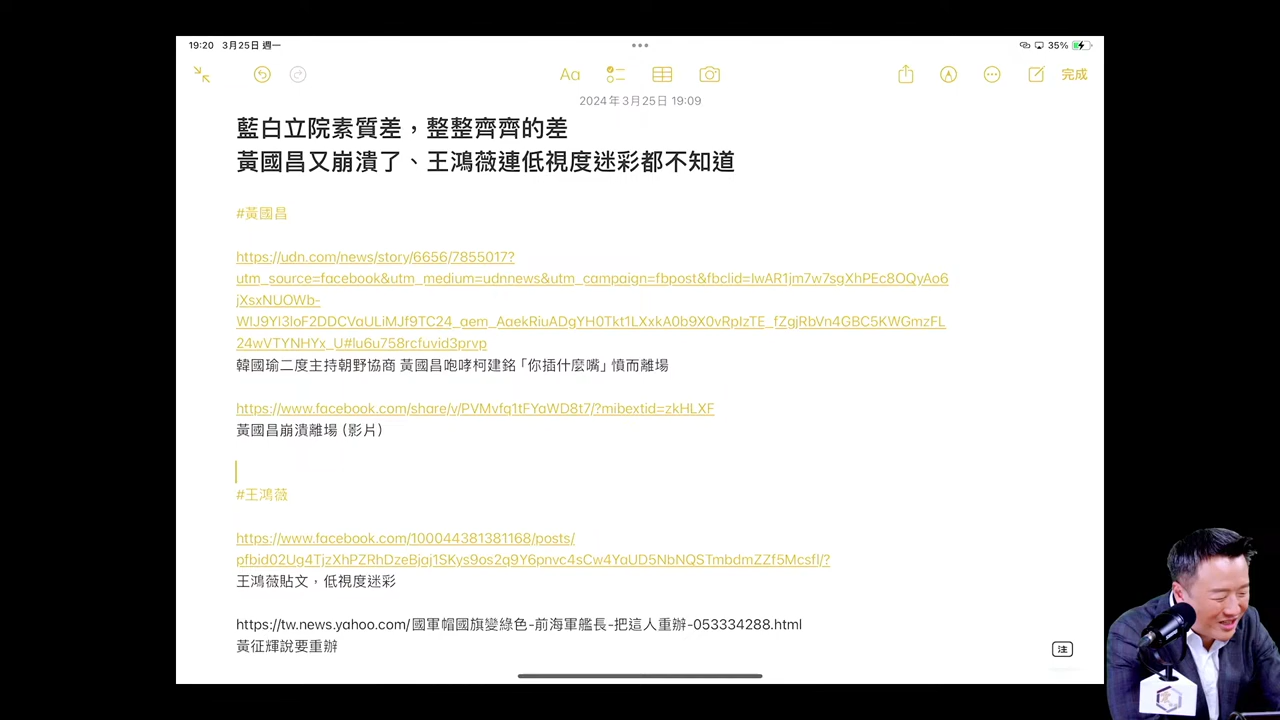 19:20 3月25日 週一
35%
Aa
完成
2024年3月25日 19:09
藍白立院素質差，整整齊齊的差
黃國昌又崩潰了、王鴻薇連低視度迷彩都不知道
#黃國昌
https://udn.com/news/story/6656/7855017?
utm_source=facebook&utm_medium=udnnews&utm_campaign=fbpost&fbclid=IwAR1jm7w7sgXhPEc8OQyAo6
jXsxNUOWb-
WIJ9YI3IoF2DDCVaULiMJf9TC24_aem_AaekRiuADgYH0Tkt1LXxkA0b9X0vRpIzTE_fZgjRbVn4GBC5KWGmzFL
24wVTYNHYx_U#lu6u758rcfuvid3prvp
韓國瑜二度主持朝野協商 黃國昌咆哮柯建銘「你插什麼嘴」憤而離場
https://www.facebook.com/share/v/PVMvfq1tFYaWD8t7/?mibextid=zkHLXF
黃國昌崩潰離場（影片）
#王鴻薇
https://www.facebook.com/100044381381168/posts/
pfbid02Ug4TjzXhPZRhDzeBjaj1SKys9os2q9Y6pnvc4sCw4YaUD5NbNQSTmbdmZZf5Mcsfl/?
王鴻薇貼文，低視度迷彩
https://tw.news.yahoo.com/國軍帽國旗變綠色-前海軍艦長-把這人重辦-053334288.html
黃征輝說要重辦
注